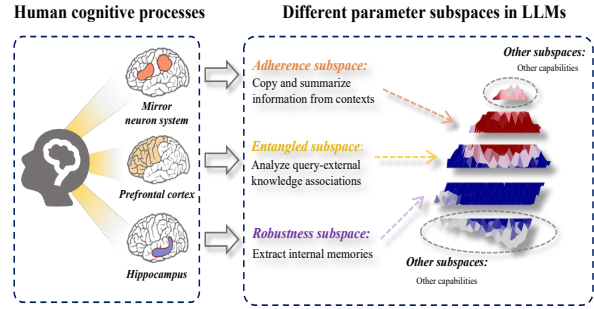 Human cognitive processes
Different parameter subspaces in LLMs
Mirror
neuron system
Prefrontal cortex
Hippocampus
Adherence subspace:
Copy and summarize
information from contexts
Entangled subspace:
Analyze query-external
knowledge associations
Robustness subspace:
Extract internal memories
Other subspaces:
Other capabilities
Other subspaces:
Other capabilities